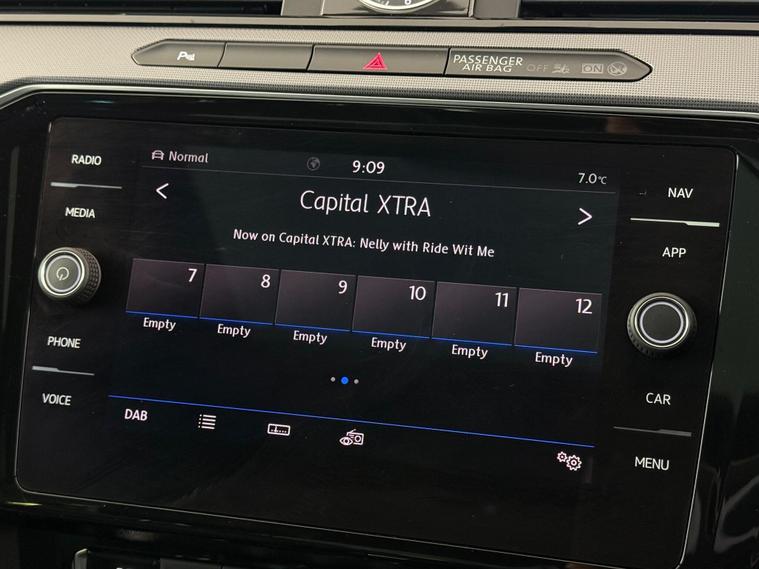 PASSENGER
AIR BAG
OFF
ON
RADIO
MEDIA
PHONE
VOICE
Normal
9:09
7.0°C
Capital XTRA
Now on Capital XTRA: Nelly with Ride Wit Me
7 8 9 10 11 12
Empty Empty Empty Empty Empty Empty
DAB
NAV
APP
CAR
MENU